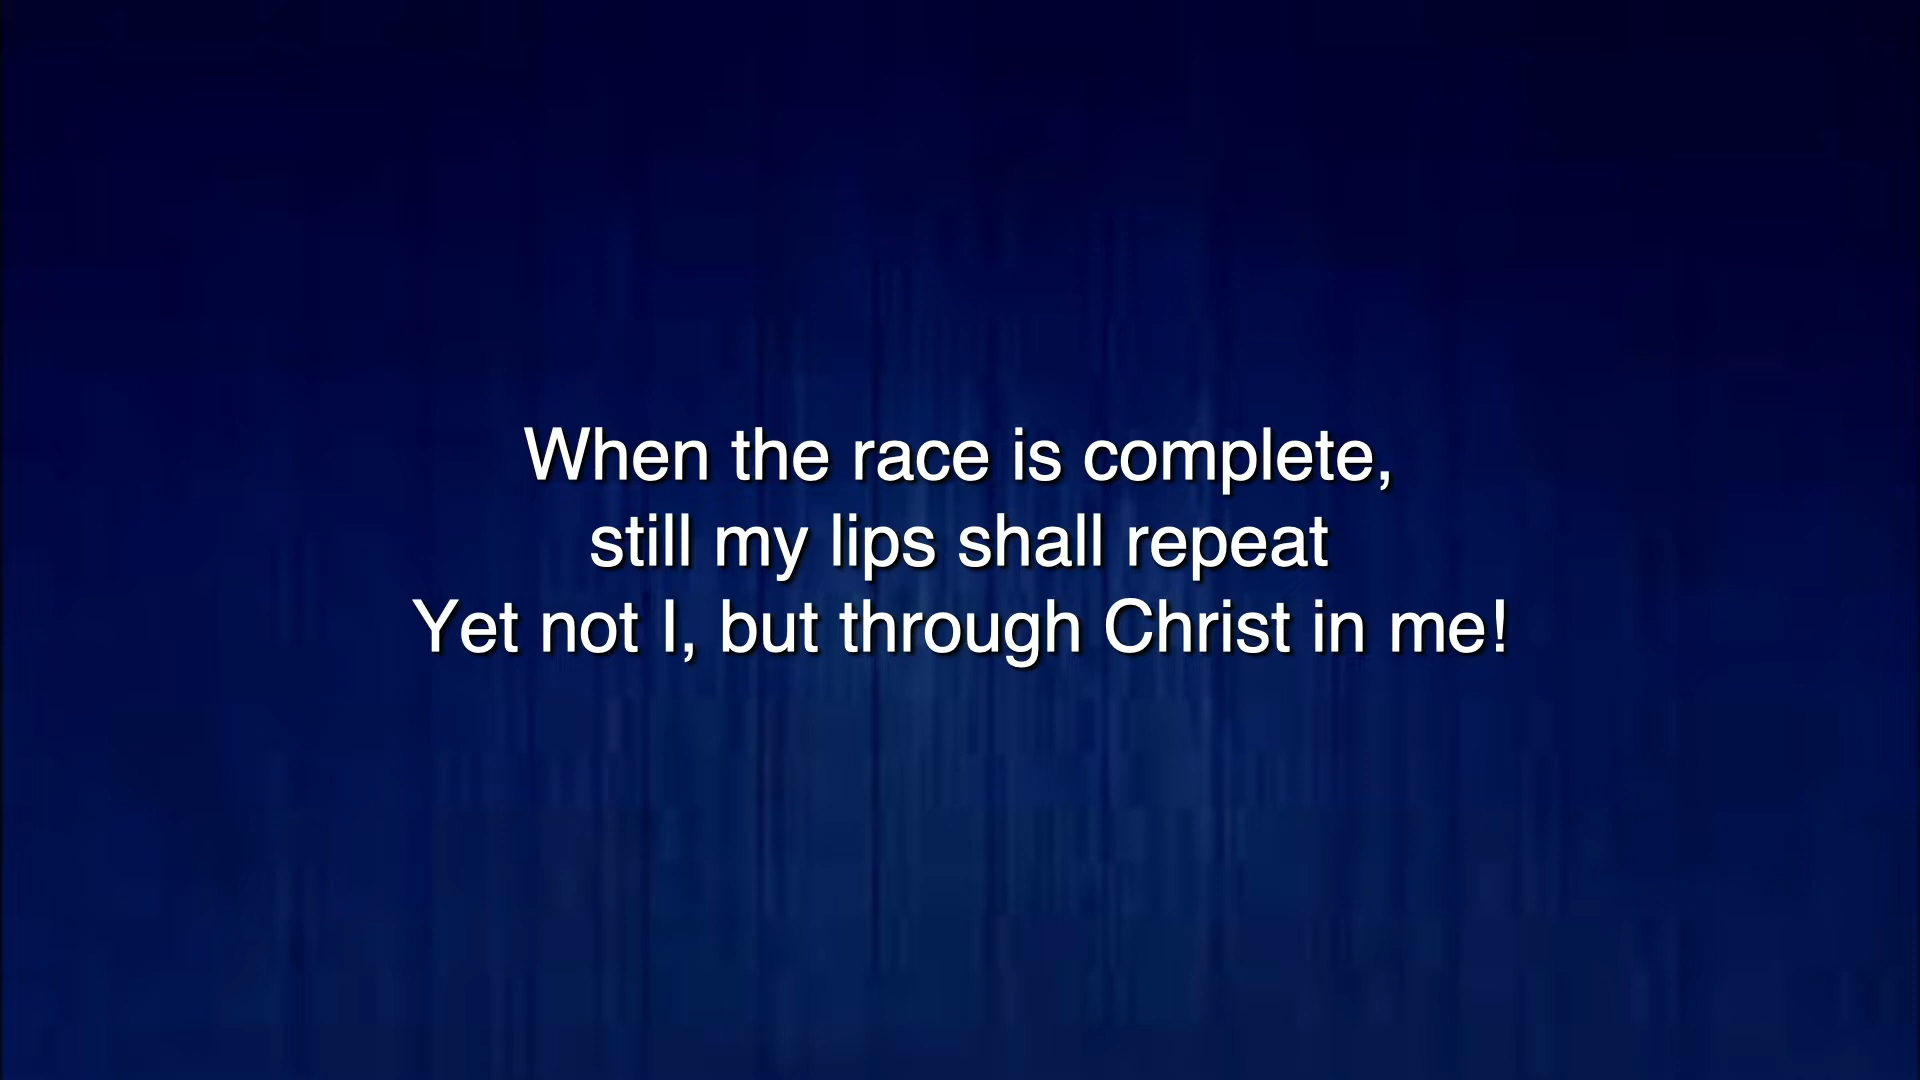 When the race is complete,
still my lips shall repeat
Yet not I, but through Christ in me!